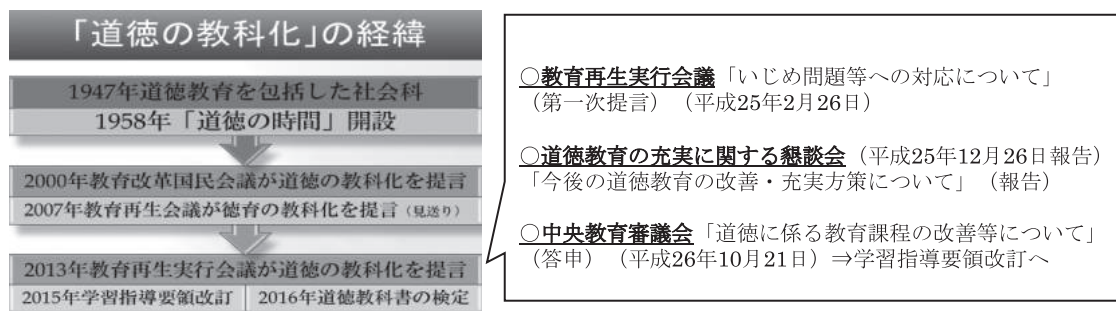 「道徳の教科化」の経緯
1947年道徳教育を包括した社会科
1958年「道徳の時間」開設
2000年教育改革国民会議が道徳の教科化を提言
2007年教育再生会議が徳育の教科化を提言（見送り）
2013年教育再生実行会議が道徳の教科化を提言
2015年学習指導要領改訂
2016年道徳教科書の検定
○教育再生実行会議「いじめ問題等への対応について」
（第一次提言）（平成25年2月26日）
○道徳教育の充実に関する懇談会（平成25年12月26日報告）
「今後の道徳教育の改善・充実方策について」（報告）
○中央教育審議会「道徳に係る教育課程の改善等について」
（答申）（平成26年10月21日）⇒学習指導要領改訂へ